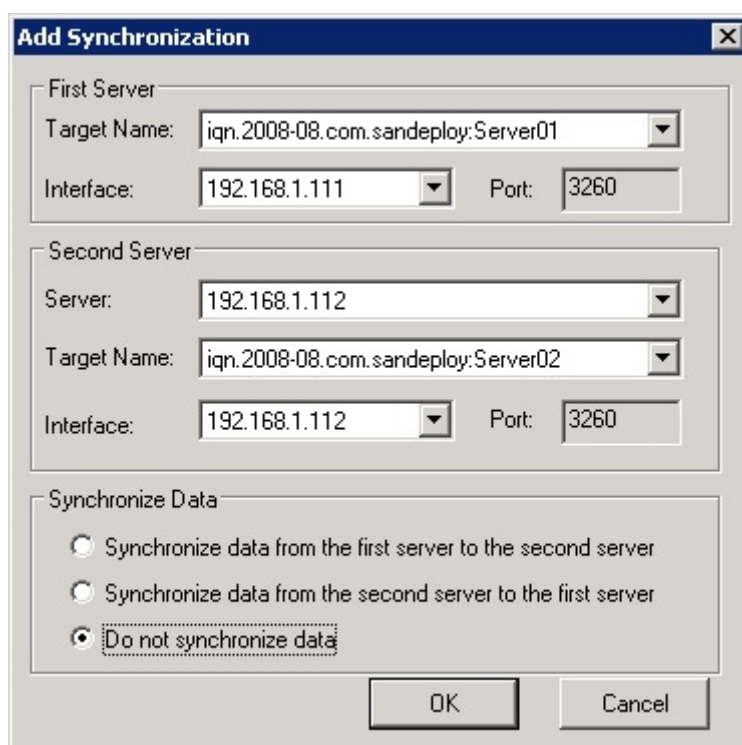 Add Synchronization
First Server
Target Name: iqn.2008-08.com.sandeploy:Server01
Interface: 192.168.1.111 Port: 3260
Second Server
Server: 192.168.1.112
Target Name: iqn.2008-08.com.sandeploy:Server02
Interface: 192.168.1.112 Port: 3260
Synchronize Data
Synchronize data from the first server to the second server
Synchronize data from the second server to the first server
Do not synchronize data
OK Cancel